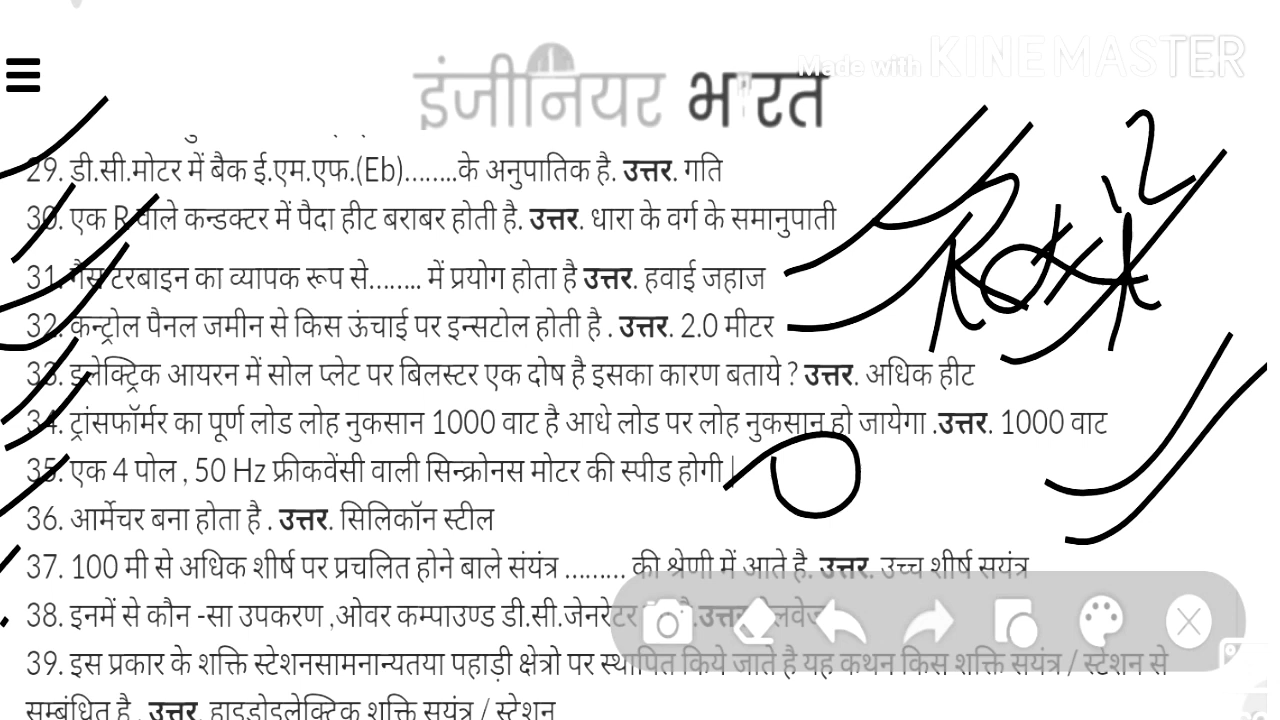 Made with KINEMASTER
इंजीनियर भारत
29. डी.सी.मोटर में बैक ई.एम.एफ.(Eb)........के अनुपातिक है. उत्तर. गति
30. एक R वाले कन्डक्टर में पैदा हीट बराबर होती है. उत्तर. धारा के वर्ग के समानुपाती
31. गैस टरबाइन का व्यापक रूप से........ में प्रयोग होता है उत्तर. हवाई जहाज
32. कन्ट्रोल पैनल जमीन से किस ऊंचाई पर इन्सटोल होती है . उत्तर. 2.0 मीटर
33. इलेक्ट्रिक आयरन में सोल प्लेट पर बिलस्टर एक दोष है इसका कारण बताये ? उत्तर. अधिक हीट
34. ट्रांसफॉर्मर का पूर्ण लोड लोह नुकसान 1000 वाट है आधे लोड पर लोह नुकसान हो जायेगा .उत्तर. 1000 वाट
35. एक 4 पोल , 50 Hz फ्रीकवेंसी वाली सिन्क्रोनस मोटर की स्पीड होगी |
36. आर्मेचर बना होता है . उत्तर. सिलिकॉन स्टील
37. 100 मी से अधिक शीर्ष पर प्रचलित होने बाले संयंत्र ......... की श्रेणी में आते है. उत्तर. उच्च शीर्ष सयंत्र
38. इनमें से कौन -सा उपकरण ,ओवर कम्पाउण्ड डी.सी.जेनरेटर .उत्तर
39. इस प्रकार के शक्ति स्टेशनसामनान्यतया पहाड़ी क्षेत्रो पर स्थापित किये जाते है यह कथन किस शक्ति सयंत्र / स्टेशन से
सम्बंधित है . उत्तर. हाइड्रोइलेक्ट्रिक शक्ति सयंत्र / स्टेशन